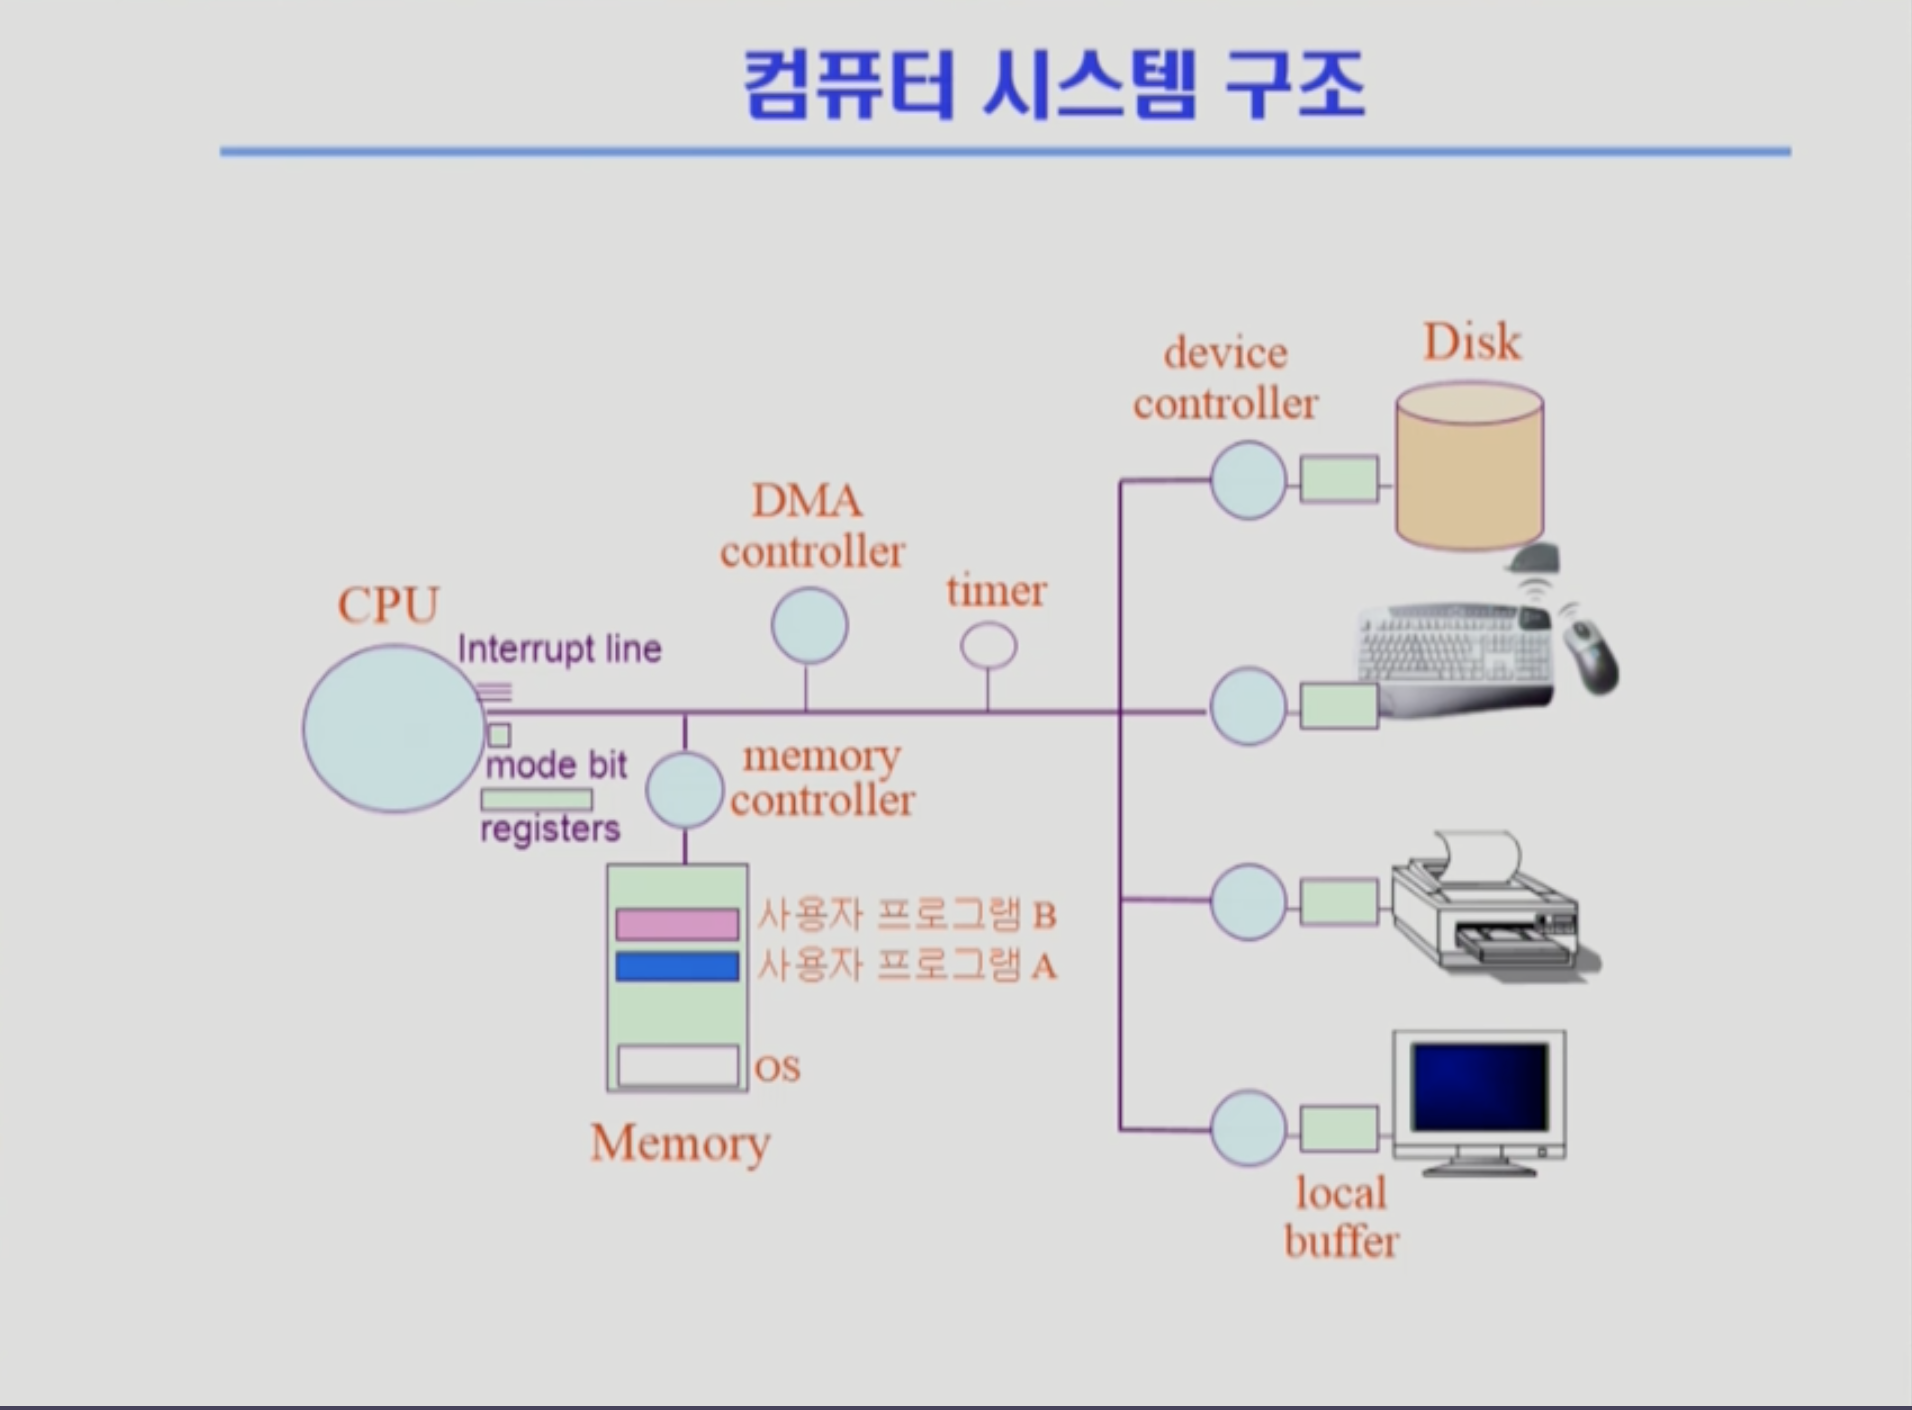 컴퓨터 시스템 구조
device
controller
Disk
DMA
controller
timer
CPU
Interrupt line
mode bit
registers
memory
controller
사용자 프로그램 B
사용자 프로그램 A
OS
Memory
local
buffer